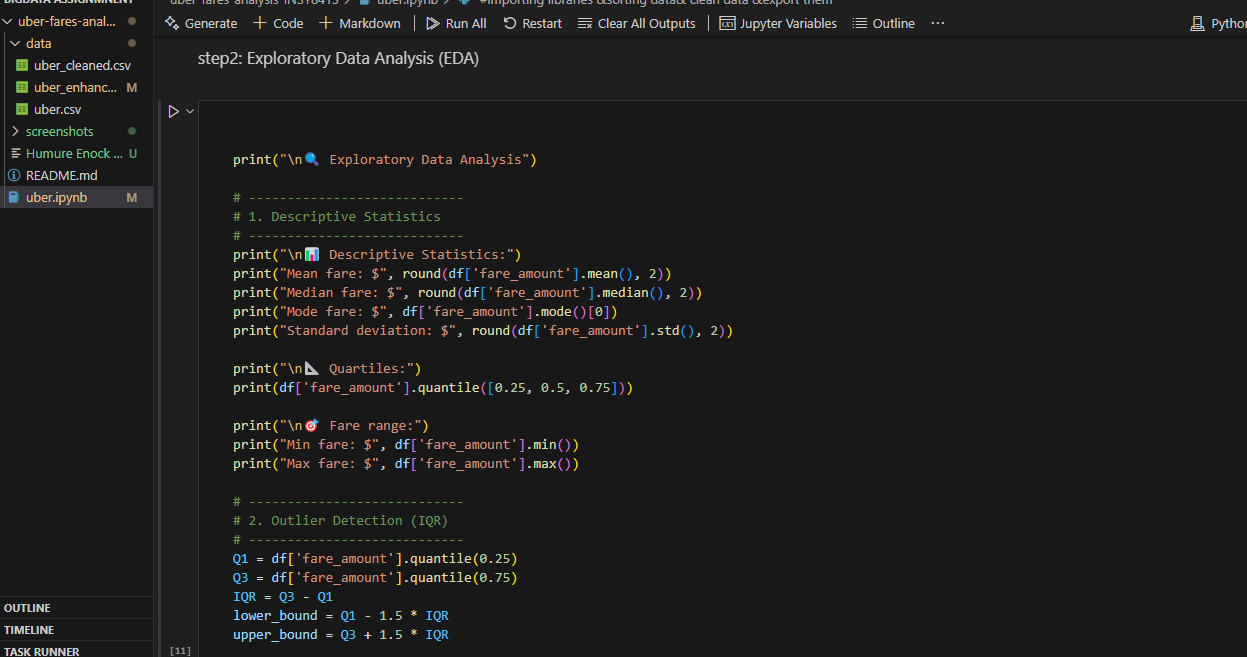 BIGDATA ASSIGNMENT
uber-fares-anal...
data
uber_cleaned.csv
uber_enhanc... M
uber.csv
screenshots
Humure Enock ... U
README.md
uber.ipynb M
OUTLINE
TIMELINE
TASK RUNNER
uber-fares-analysis-INSY8413 > uber.ipynb > #importing libraries &sorting data& clean data &export them
Generate + Code + Markdown | Run All Restart Clear All Outputs | Jupyter Variables Outline ...
step2: Exploratory Data Analysis (EDA)
print("\n🔍 Exploratory Data Analysis")
# ----------------------------
# 1. Descriptive Statistics
# ----------------------------
print("\n📊 Descriptive Statistics:")
print("Mean fare: $", round(df['fare_amount'].mean(), 2))
print("Median fare: $", round(df['fare_amount'].median(), 2))
print("Mode fare: $", df['fare_amount'].mode()[0])
print("Standard deviation: $", round(df['fare_amount'].std(), 2))
print("\n📐 Quartiles:")
print(df['fare_amount'].quantile([0.25, 0.5, 0.75]))
print("\n🎯 Fare range:")
print("Min fare: $", df['fare_amount'].min())
print("Max fare: $", df['fare_amount'].max())
# ----------------------------
# 2. Outlier Detection (IQR)
# ----------------------------
Q1 = df['fare_amount'].quantile(0.25)
Q3 = df['fare_amount'].quantile(0.75)
IQR = Q3 - Q1
lower_bound = Q1 - 1.5 * IQR
upper_bound = Q3 + 1.5 * IQR
[11]